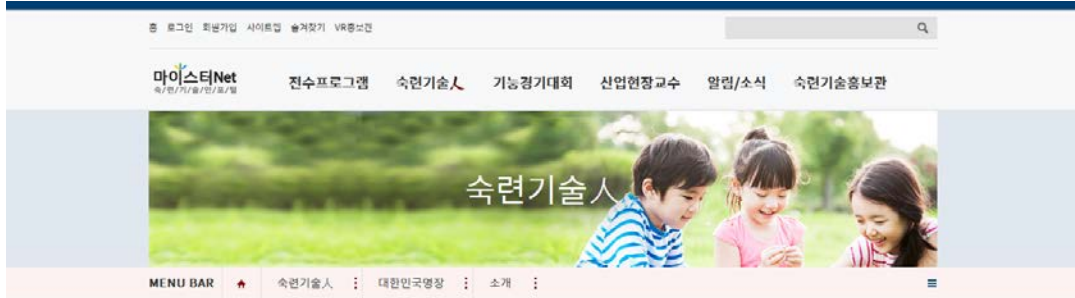 홈 로그인 회원가입 사이트맵 즐겨찾기 VR홍보관
마이스터Net
숙/련/기/술/인/포/털
전수프로그램 숙련기술人 기능경기대회 산업현장교수 알림/소식 숙련기술홍보관
숙련기술人
MENU BAR 숙련기술人 대한민국명장 소개